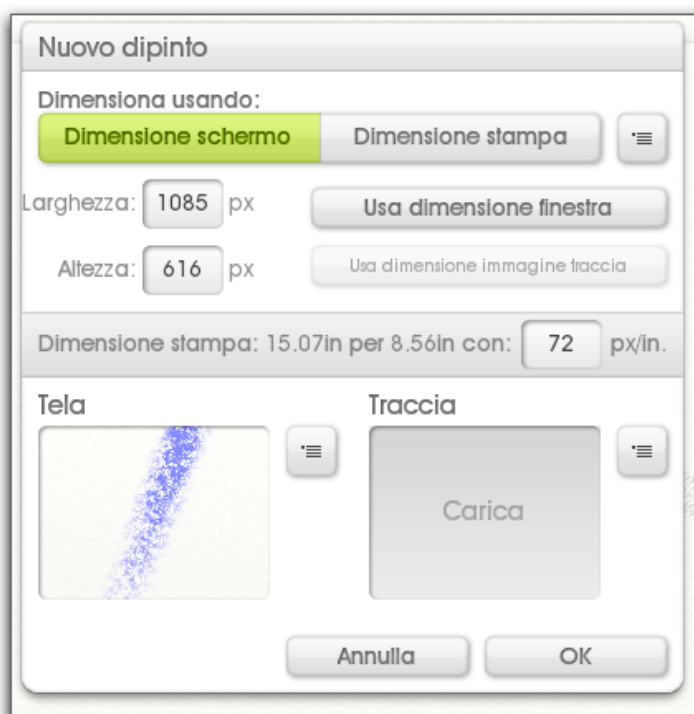 Nuovo dipinto
Dimensiona usando:
Dimensione schermo Dimensione stampa
Larghezza: 1085 px Usa dimensione finestra
Altezza: 616 px Usa dimensione immagine traccia
Dimensione stampa: 15.07in per 8.56in con: 72 px/in.
Tela Traccia
Carica
Annulla OK